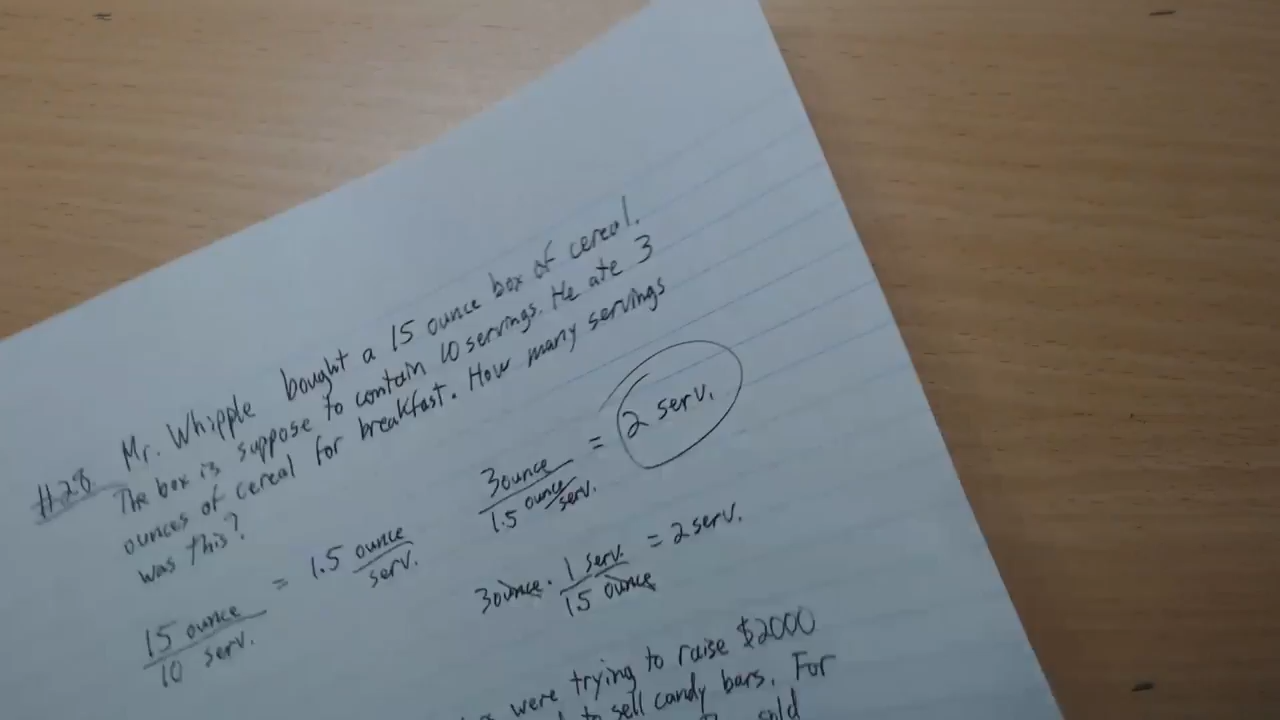 #28 Mr. Whipple bought a 15 ounce box of cereal.
The box is suppose to contain 10 servings. He ate 3
ounces of cereal for breakfast. How many servings
was this?
15 ounce / 10 serv. = 1.5 ounce / serv.
3 ounce / 1.5 ounce/serv. = 2 serv.
3 ounce · 1 serv. / 15 ounce = 2 serv.
were trying to raise $2000
to sell candy bars. For
sold